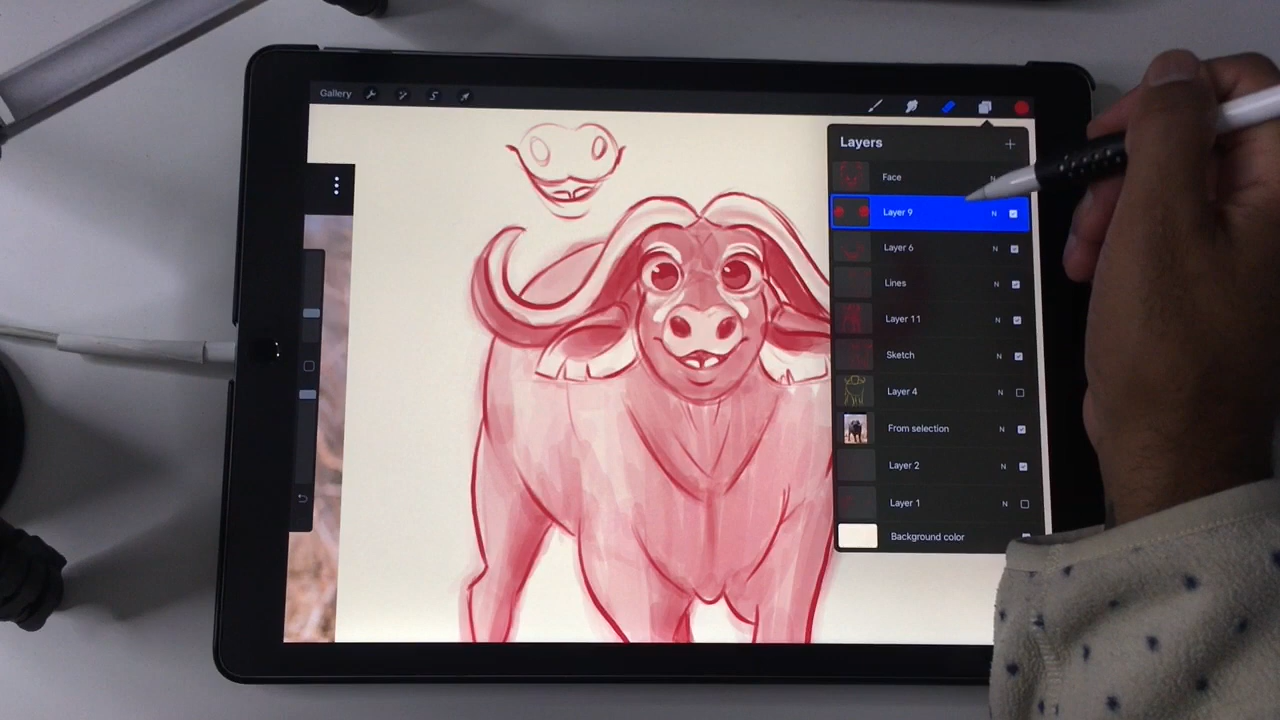 Gallery
Layers
Face N
Layer 9 N
Layer 6 N
Lines N
Layer 11 N
Sketch N
Layer 4 N
From selection N
Layer 2 N
Layer 1 N
Background color